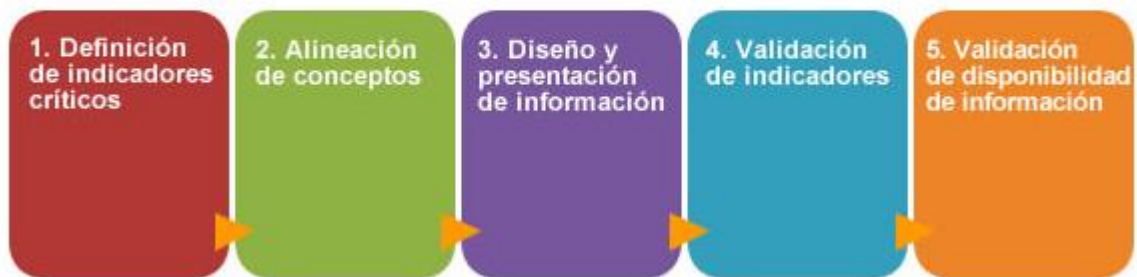 1. Definición
de indicadores
críticos
2. Alineación
de conceptos
3. Diseño y
presentación
de información
4. Validación
de indicadores
5. Validación
de disponibilidad
de información